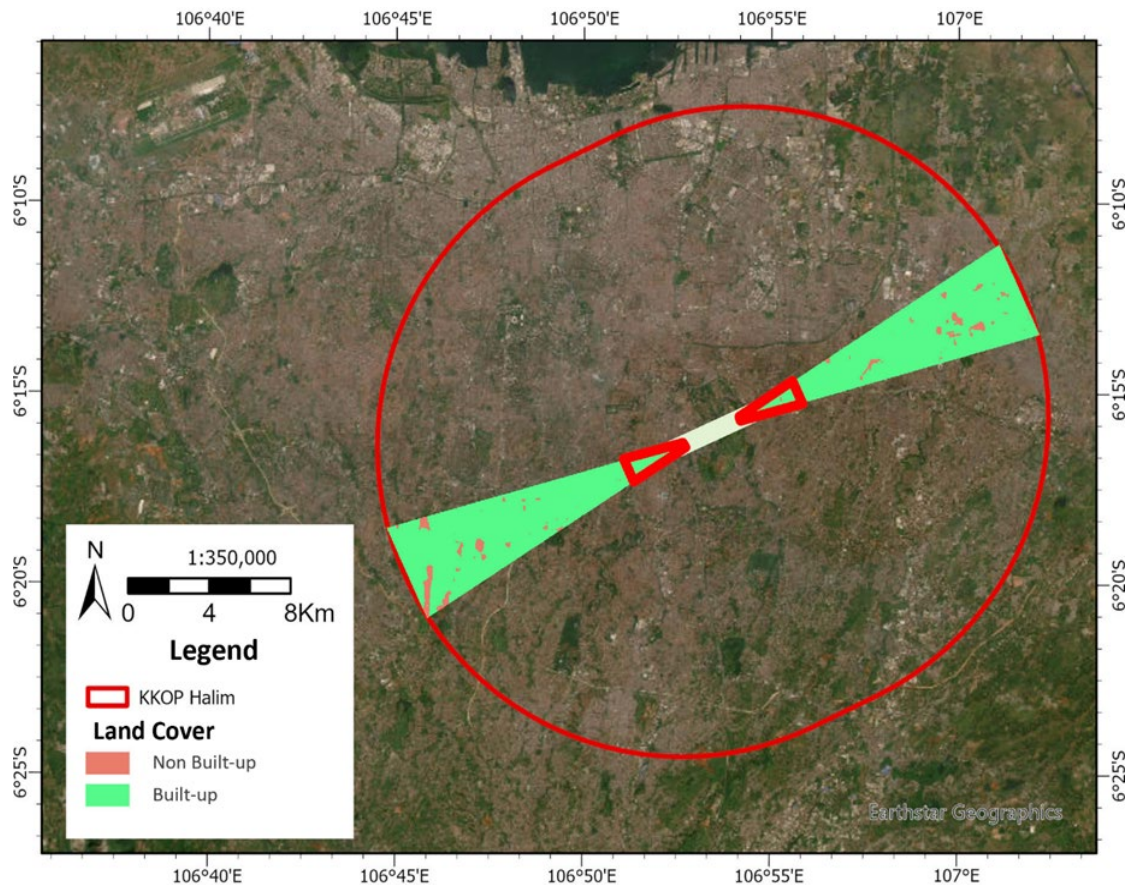 106°40'E 106°45'E 106°50'E 106°55'E 107°E
6°10'S 6°10'S
6°15'S 6°15'S
6°20'S 6°20'S
6°25'S 6°25'S
N
1:350,000
0 4 8Km
Legend
KKOP Halim
Land Cover
Non Built-up
Built-up
Earthstar Geographics
106°40'E 106°45'E 106°50'E 106°55'E 107°E